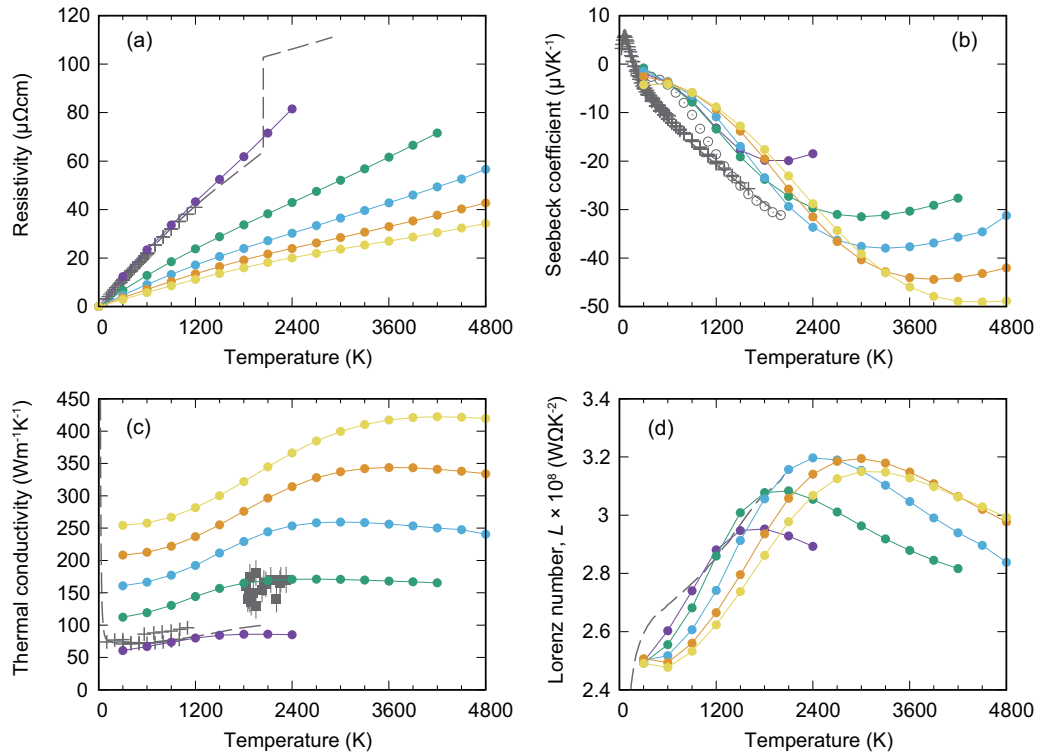 (a)
Resistivity (μΩcm)
120
100
80
60
40
20
0
0 1200 2400 3600 4800
Temperature (K)
(b)
Seebeck coefficient (μVK-1)
10
0
-10
-20
-30
-40
-50
0 1200 2400 3600 4800
Temperature (K)
(c)
Thermal conductivity (Wm-1K-1)
450
400
350
300
250
200
150
100
50
0
0 1200 2400 3600 4800
Temperature (K)
(d)
Lorenz number, L × 10⁸ (WΩK-2)
3.4
3.2
3
2.8
2.6
2.4
0 1200 2400 3600 4800
Temperature (K)